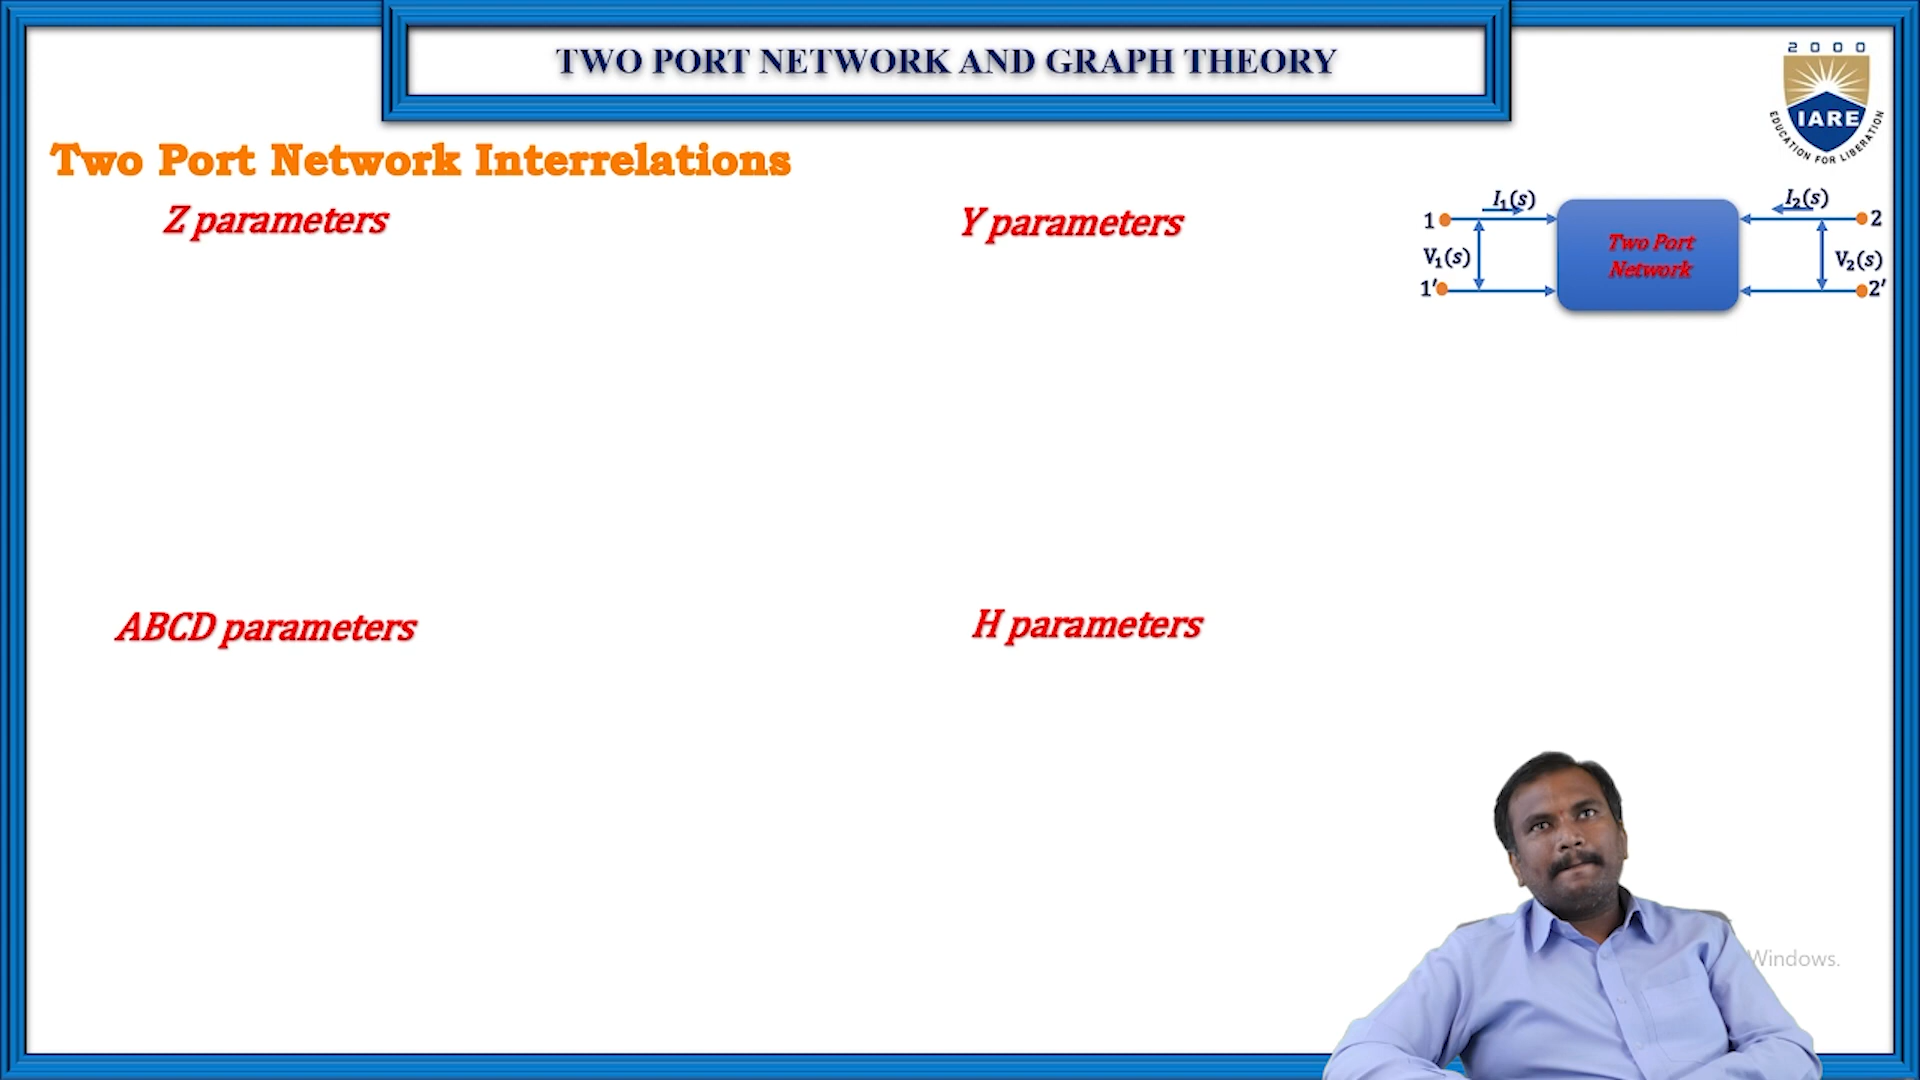 TWO PORT NETWORK AND GRAPH THEORY
2 0 0 0
IARE
EDUCATION FOR LIBERATION
Two Port Network Interrelations
Z parameters
Y parameters
I₁(s)
I₂(s)
1
2
Two Port
Network
V₁(s)
V₂(s)
1′
2′
ABCD parameters
H parameters
Windows.